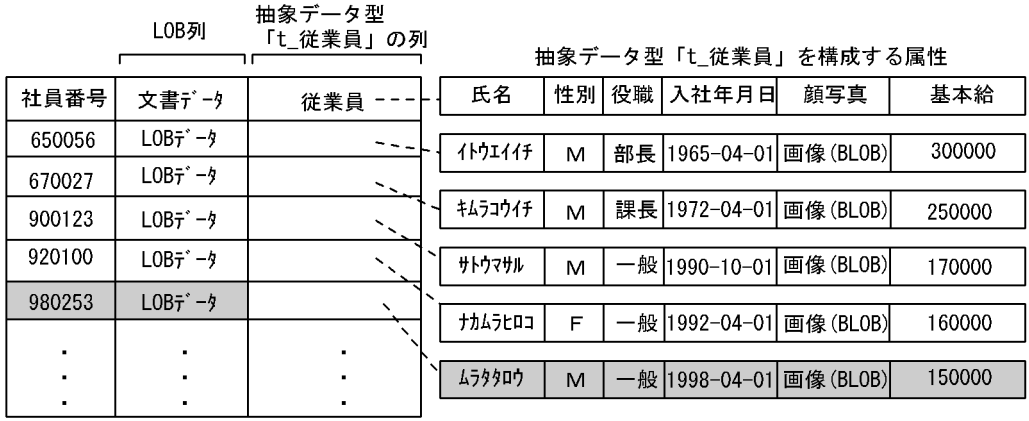 LOB列
抽象データ型
「t_従業員」の列
抽象データ型「t_従業員」を構成する属性
社員番号 文書ﾃﾞｰﾀ 従業員
氏名 性別 役職 入社年月日 顔写真 基本給
650056 LOBﾃﾞｰﾀ
ｲﾄｳｴｲｲﾁ M 部長 1965-04-01 画像(BLOB) 300000
670027 LOBﾃﾞｰﾀ
ｷﾑﾗｺｳｲﾁ M 課長 1972-04-01 画像(BLOB) 250000
900123 LOBﾃﾞｰﾀ
ｻﾄｳﾏｻﾙ M 一般 1990-10-01 画像(BLOB) 170000
920100 LOBﾃﾞｰﾀ
ﾅｶﾑﾗﾋﾛｺ F 一般 1992-04-01 画像(BLOB) 160000
980253 LOBﾃﾞｰﾀ
ﾑﾗﾀﾀﾛｳ M 一般 1998-04-01 画像(BLOB) 150000